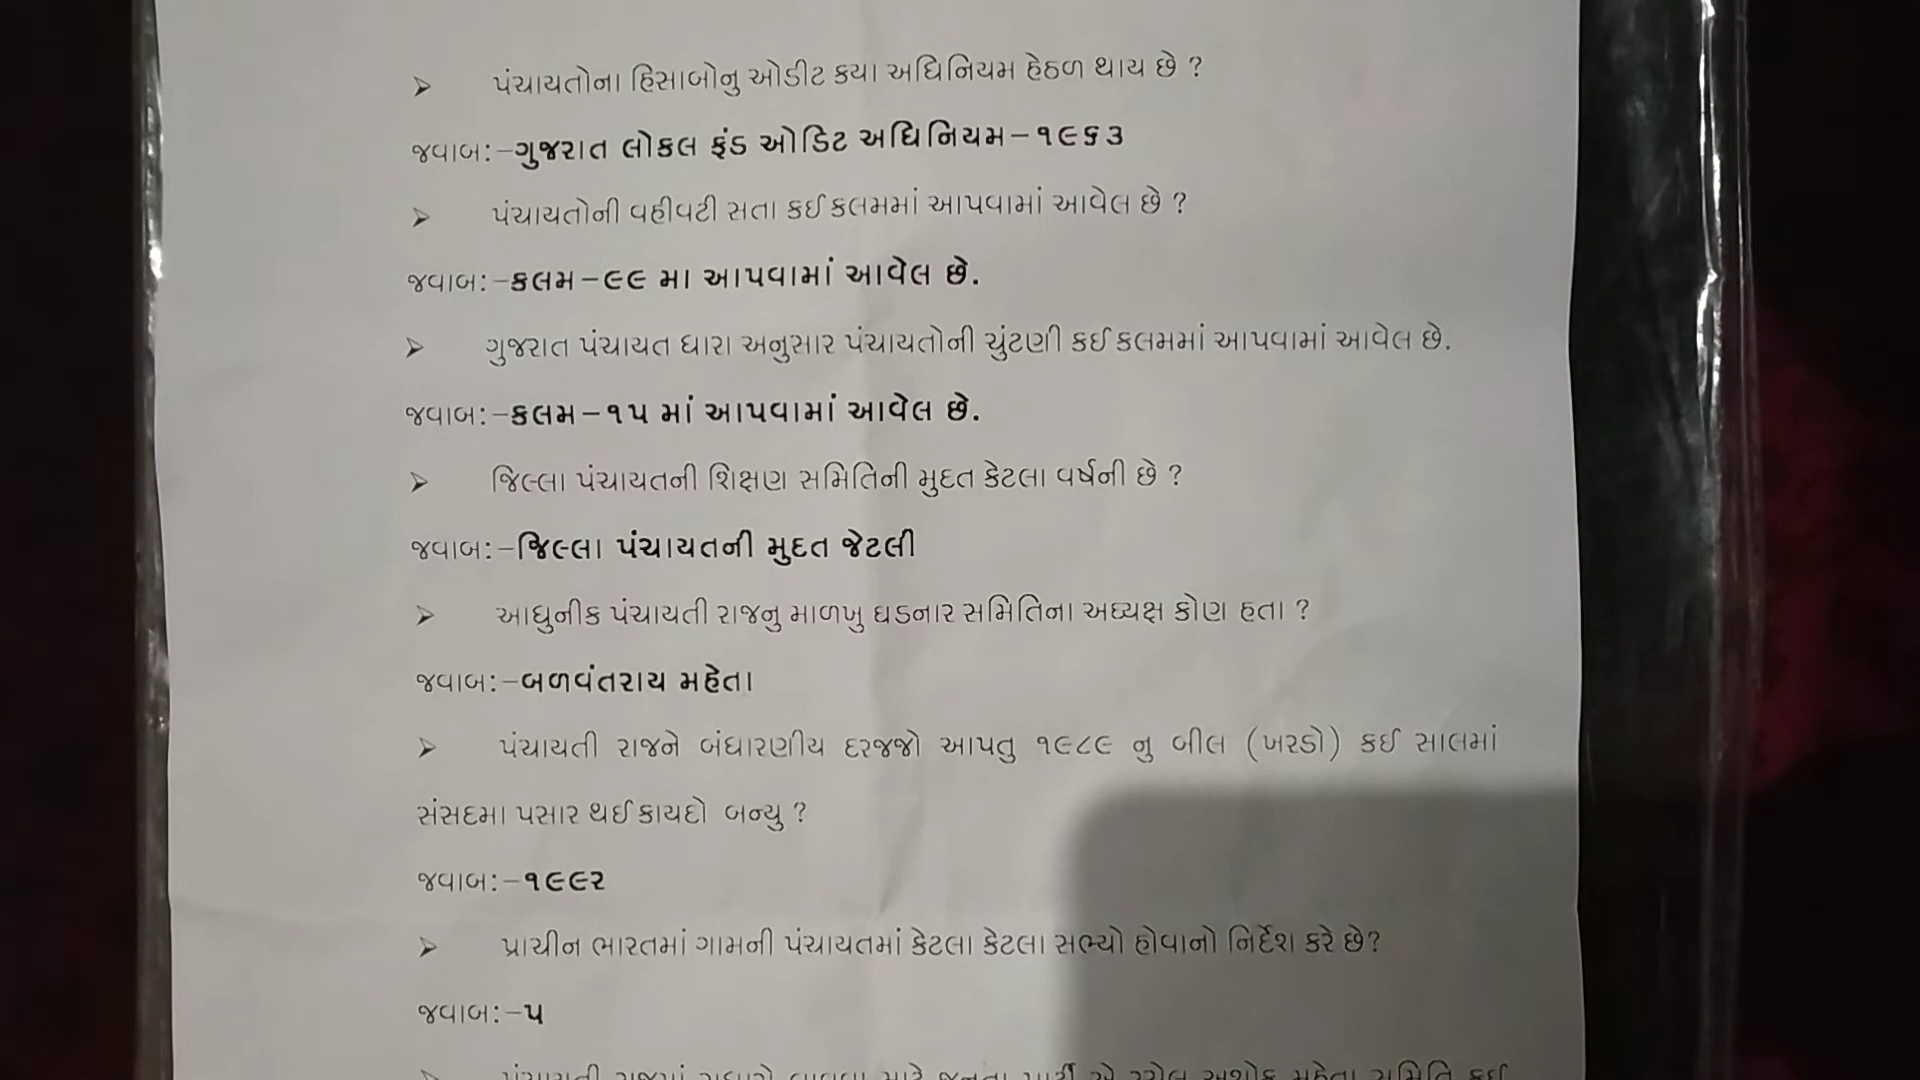 ➢ પંચાયતોના હિસાબોનુ ઓડીટ કયા અધિનિયમ હેઠળ થાય છે ?
જવાબ:–ગુજરાત લોકલ ફંડ ઓડિટ અધિનિયમ–૧૯૬૩
➢ પંચાયતોની વહીવટી સતા કઈ કલમમાં આપવામાં આવેલ છે ?
જવાબ:–કલમ–૯૯ મા આપવામાં આવેલ છે.
➢ ગુજરાત પંચાયત ધારા અનુસાર પંચાયતોની ચુંટણી કઈ કલમમાં આપવામાં આવેલ છે.
જવાબ:–કલમ–૧૫ માં આપવામાં આવેલ છે.
➢ જિલ્લા પંચાયતની શિક્ષણ સમિતિની મુદત કેટલા વર્ષની છે ?
જવાબ:–જિલ્લા પંચાયતની મુદત જેટલી
➢ આધુનીક પંચાયતી રાજનુ માળખુ ઘડનાર સમિતિના અધ્યક્ષ કોણ હતા ?
જવાબ:–બળવંતરાય મહેતા
➢ પંચાયતી રાજને બંધારણીય દરજજો આપતુ ૧૯૮૯ નુ બીલ (ખરડો) કઈ સાલમાં
સંસદમા પસાર થઈ કાયદો બન્યુ ?
જવાબ:–૧૯૯૨
➢ પ્રાચીન ભારતમાં ગામની પંચાયતમાં કેટલા કેટલા સભ્યો હોવાનો નિર્દેશ કરે છે?
જવાબ:–૫